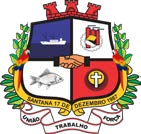 SANTANA 17 DE DEZEMBRO 1987
UNIÃO
TRABALHO
FORÇA